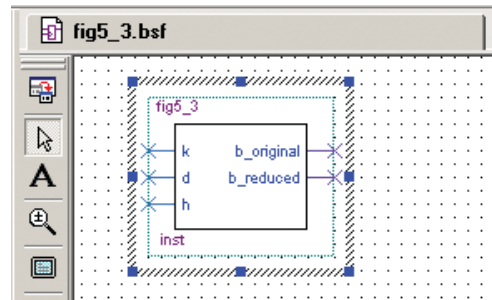 fig5_3.bsf
fig5_3
k b_original
d b_reduced
h
inst
A